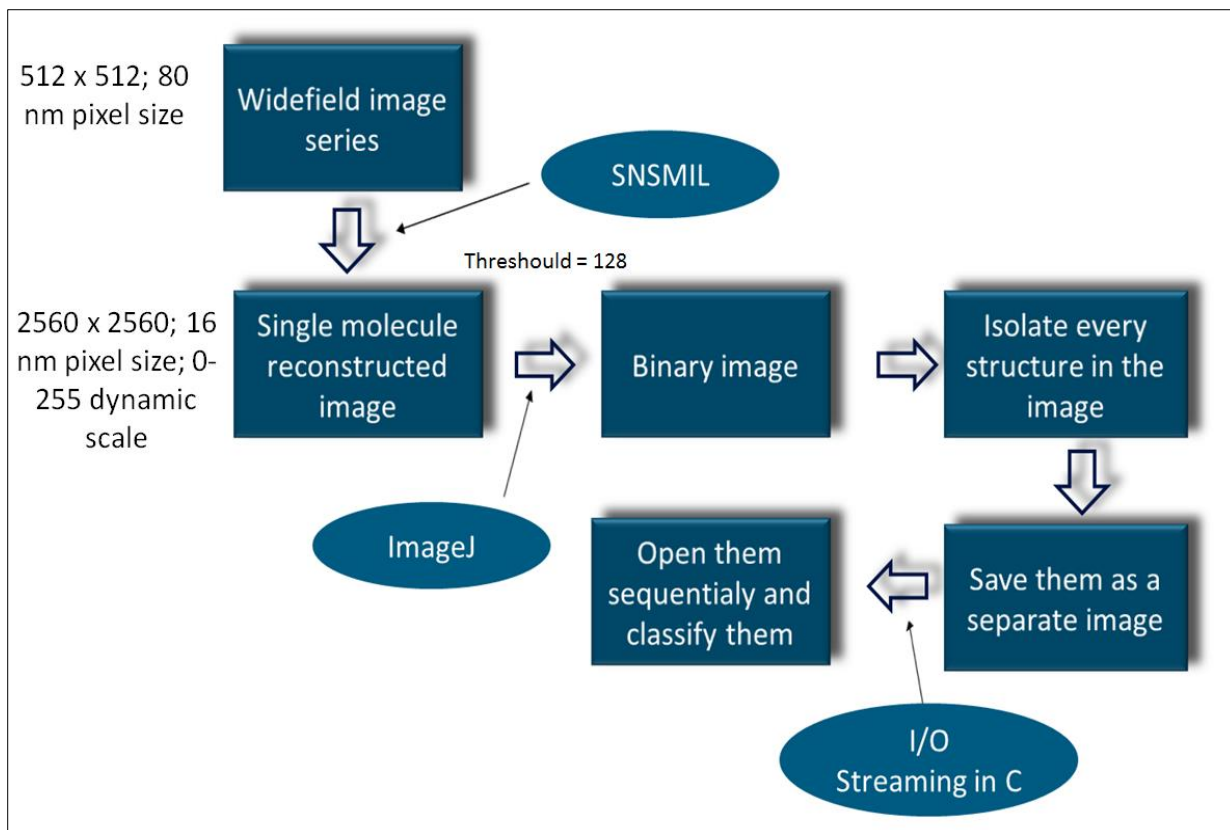 512 x 512; 80
nm pixel size
Widefield image
series
SNSMIL
Threshould = 128
2560 x 2560; 16
nm pixel size; 0-
255 dynamic
scale
Single molecule
reconstructed
image
Binary image
Isolate every
structure in the
image
ImageJ
Open them
sequentialy and
classify them
Save them as a
separate image
I/O
Streaming in C